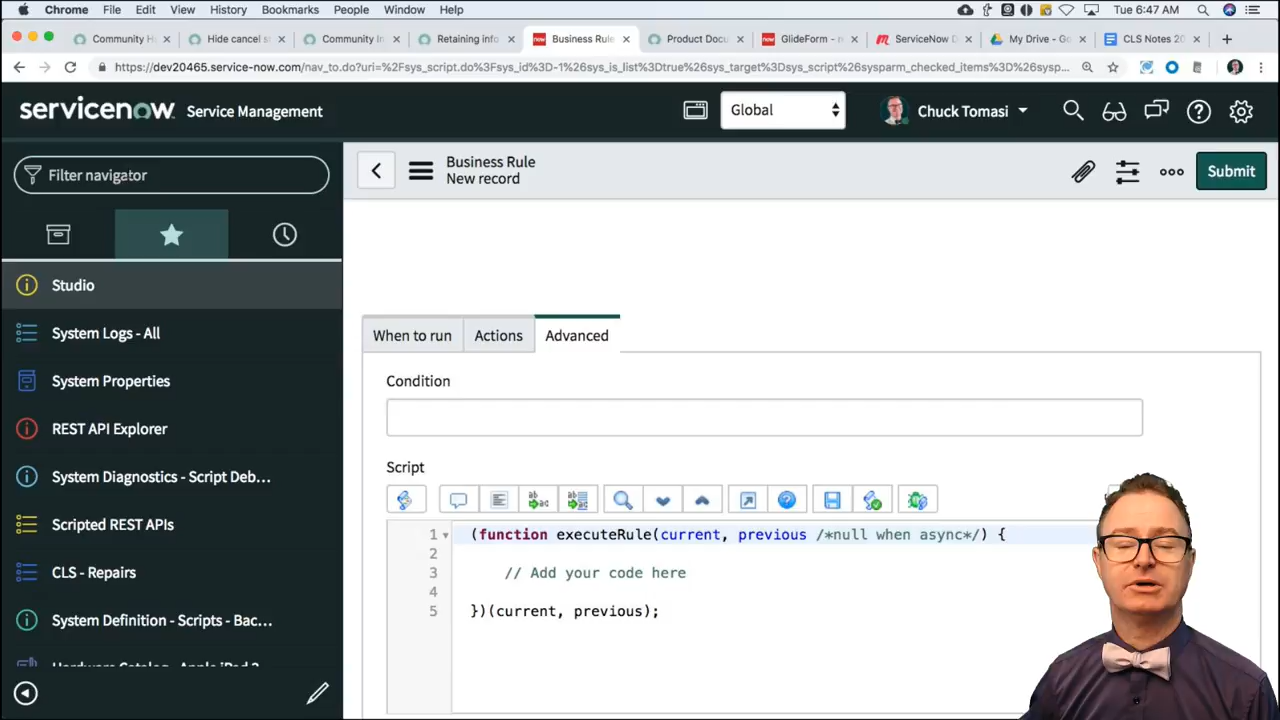 Chrome File Edit View History Bookmarks People Window Help Tue 6:47 AM
Community H Hide cancel s Community In Retaining info Business Rule Product Docu GlideForm - n ServiceNow D My Drive - Go CLS Notes 20
https://dev20465.service-now.com/nav_to.do?uri=%2Fsys_script.do%3Fsys_id%3D-1%26sys_is_list%3Dtrue%26sys_target%3Dsys_script%26sysparm_checked_items%3D%26sysp...
servicenow Service Management Global Chuck Tomasi
Filter navigator
Business Rule
New record
Submit
Studio
System Logs - All
System Properties
REST API Explorer
System Diagnostics - Script Deb...
Scripted REST APIs
CLS - Repairs
System Definition - Scripts - Bac...
When to run Actions Advanced
Condition
Script
1 (function executeRule(current, previous /*null when async*/) {
2
3 // Add your code here
4
5 })(current, previous);